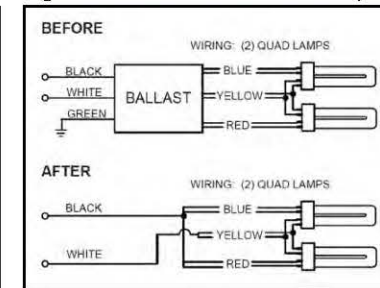 BEFORE
WIRING: (2) QUAD LAMPS
BLACK
BLUE
WHITE
BALLAST
YELLOW
GREEN
RED
AFTER
WIRING: (2) QUAD LAMPS
BLACK
BLUE
YELLOW
WHITE
RED